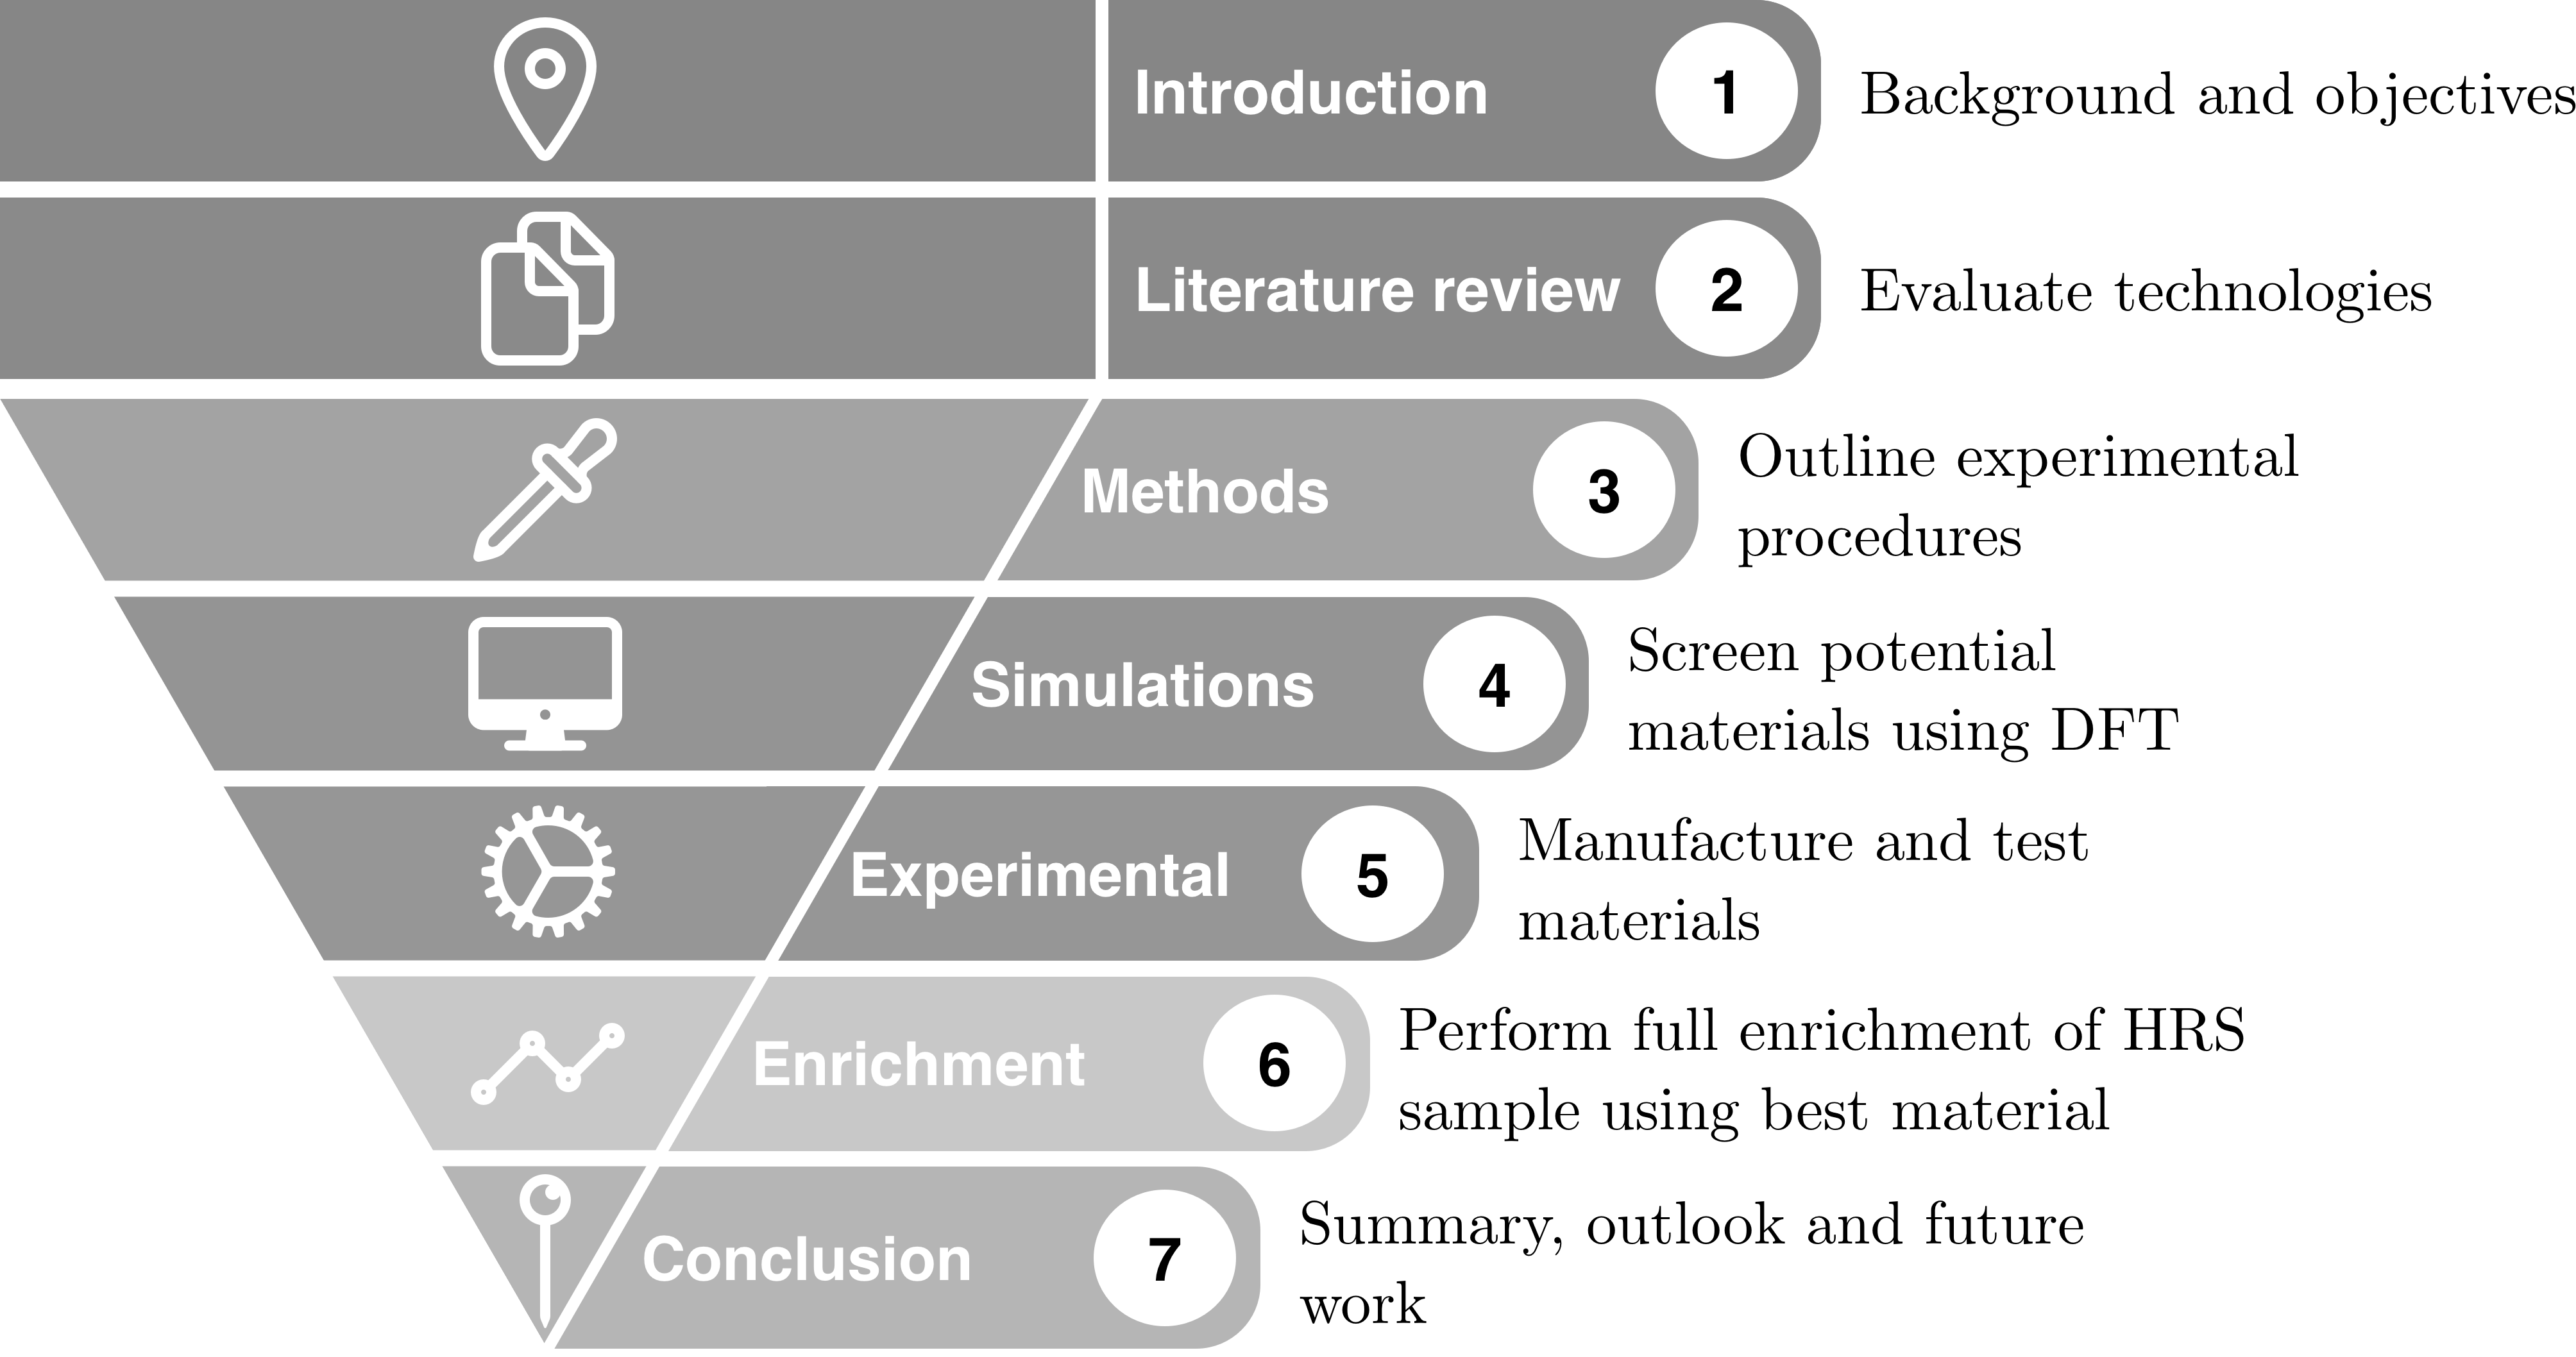 Introduction 1 Background and objectives
Literature review 2 Evaluate technologies
Methods 3 Outline experimental
procedures
Simulations 4 Screen potential
materials using DFT
Experimental 5 Manufacture and test
materials
Enrichment 6 Perform full enrichment of HRS
sample using best material
Conclusion 7 Summary, outlook and future
work